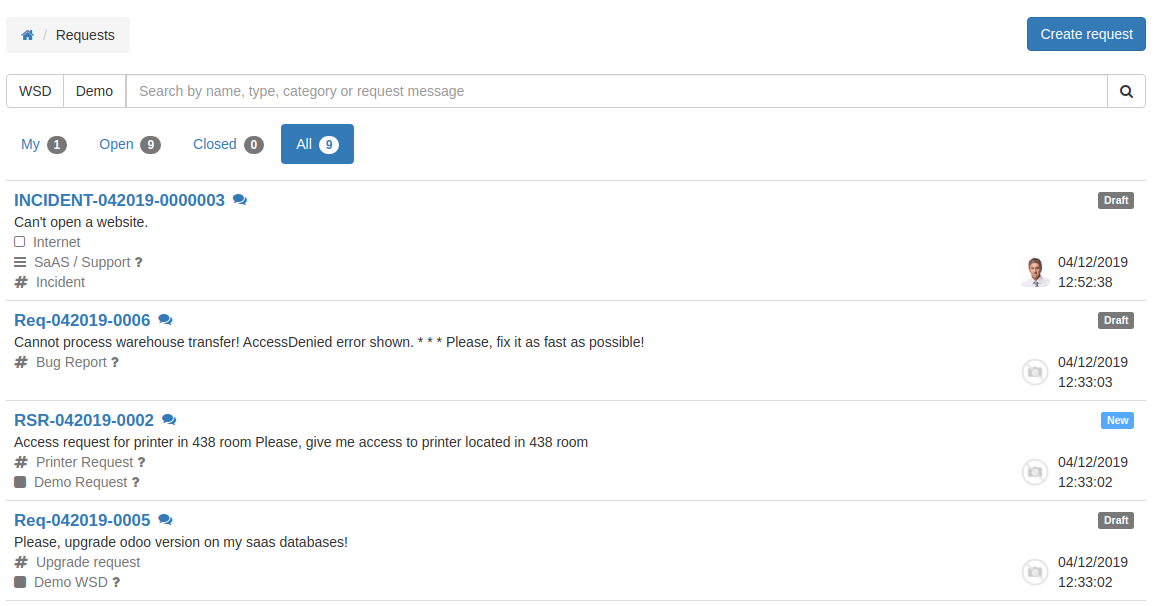 / Requests
Create request
WSD Demo Search by name, type, category or request message
My 1 Open 9 Closed 0 All 9
INCIDENT-042019-0000003
Draft
Can't open a website.
Internet
SaAS / Support ?
# Incident
04/12/2019
12:52:38
Req-042019-0006
Draft
Cannot process warehouse transfer! AccessDenied error shown. * * * Please, fix it as fast as possible!
# Bug Report ?
04/12/2019
12:33:03
RSR-042019-0002
New
Access request for printer in 438 room Please, give me access to printer located in 438 room
# Printer Request ?
Demo Request ?
04/12/2019
12:33:02
Req-042019-0005
Draft
Please, upgrade odoo version on my saas databases!
# Upgrade request
Demo WSD ?
04/12/2019
12:33:02